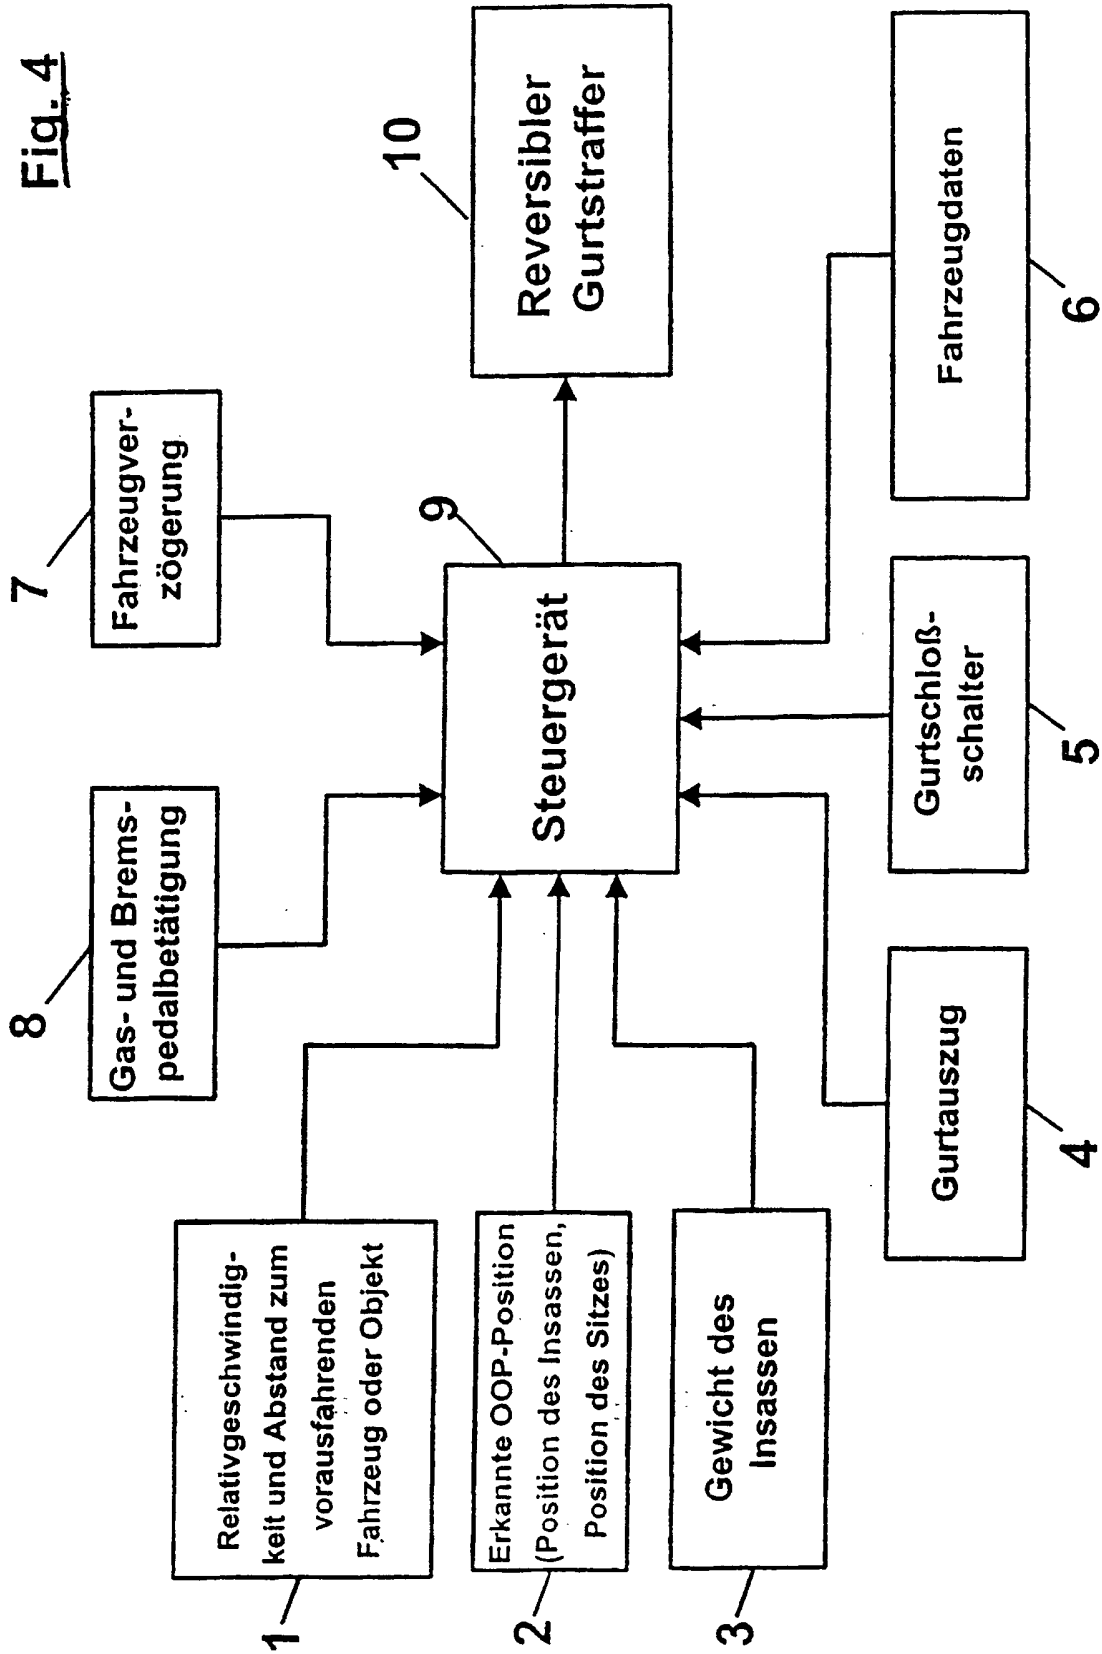 Fig. 4
8
Gas- und Brems-
pedalbetätigung
7
Fahrzeugver-
zögerung
1
Relativgeschwindig-
keit und Abstand zum
vorausfahrenden
Fahrzeug oder Objekt
2
Erkannte OOP-Position
(Position des Insassen,
Position des Sitzes)
3
Gewicht des
Insassen
9
Steuergerät
10
Reversibler
Gurtstraffer
4
Gurtauszug
5
Gurtschloß-
schalter
6
Fahrzeugdaten